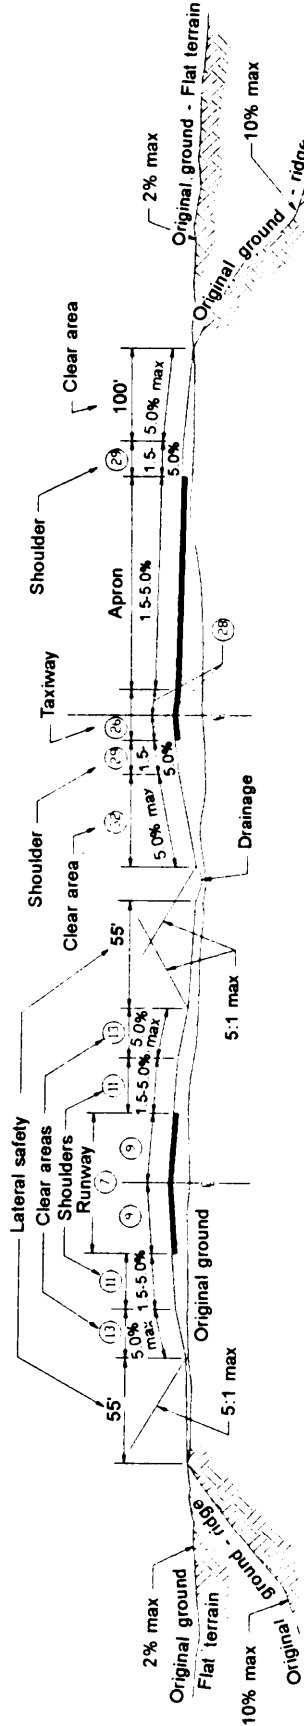 Lateral safety
Clear areas
Shoulders
Runway
Shoulder
Clear area
Taxiway
Shoulder
Clear area
55'
13
11
7
11
13
55'
32
29
26
Apron
29
100'
5.0%
max
1.5-5.0%
9
9
1.5-5.0%
5.0%
max
5.0% max
1.5-
5.0%
1.5-5.0%
1.5-
5.0%
5.0% max
28
2% max
Original ground
Flat terrain
10% max
Original
ground - ridge
5:1 max
Original ground
℄
5:1 max
Drainage
℄
2% max
Original ground - Flat terrain
10% max
Original ground - ridge